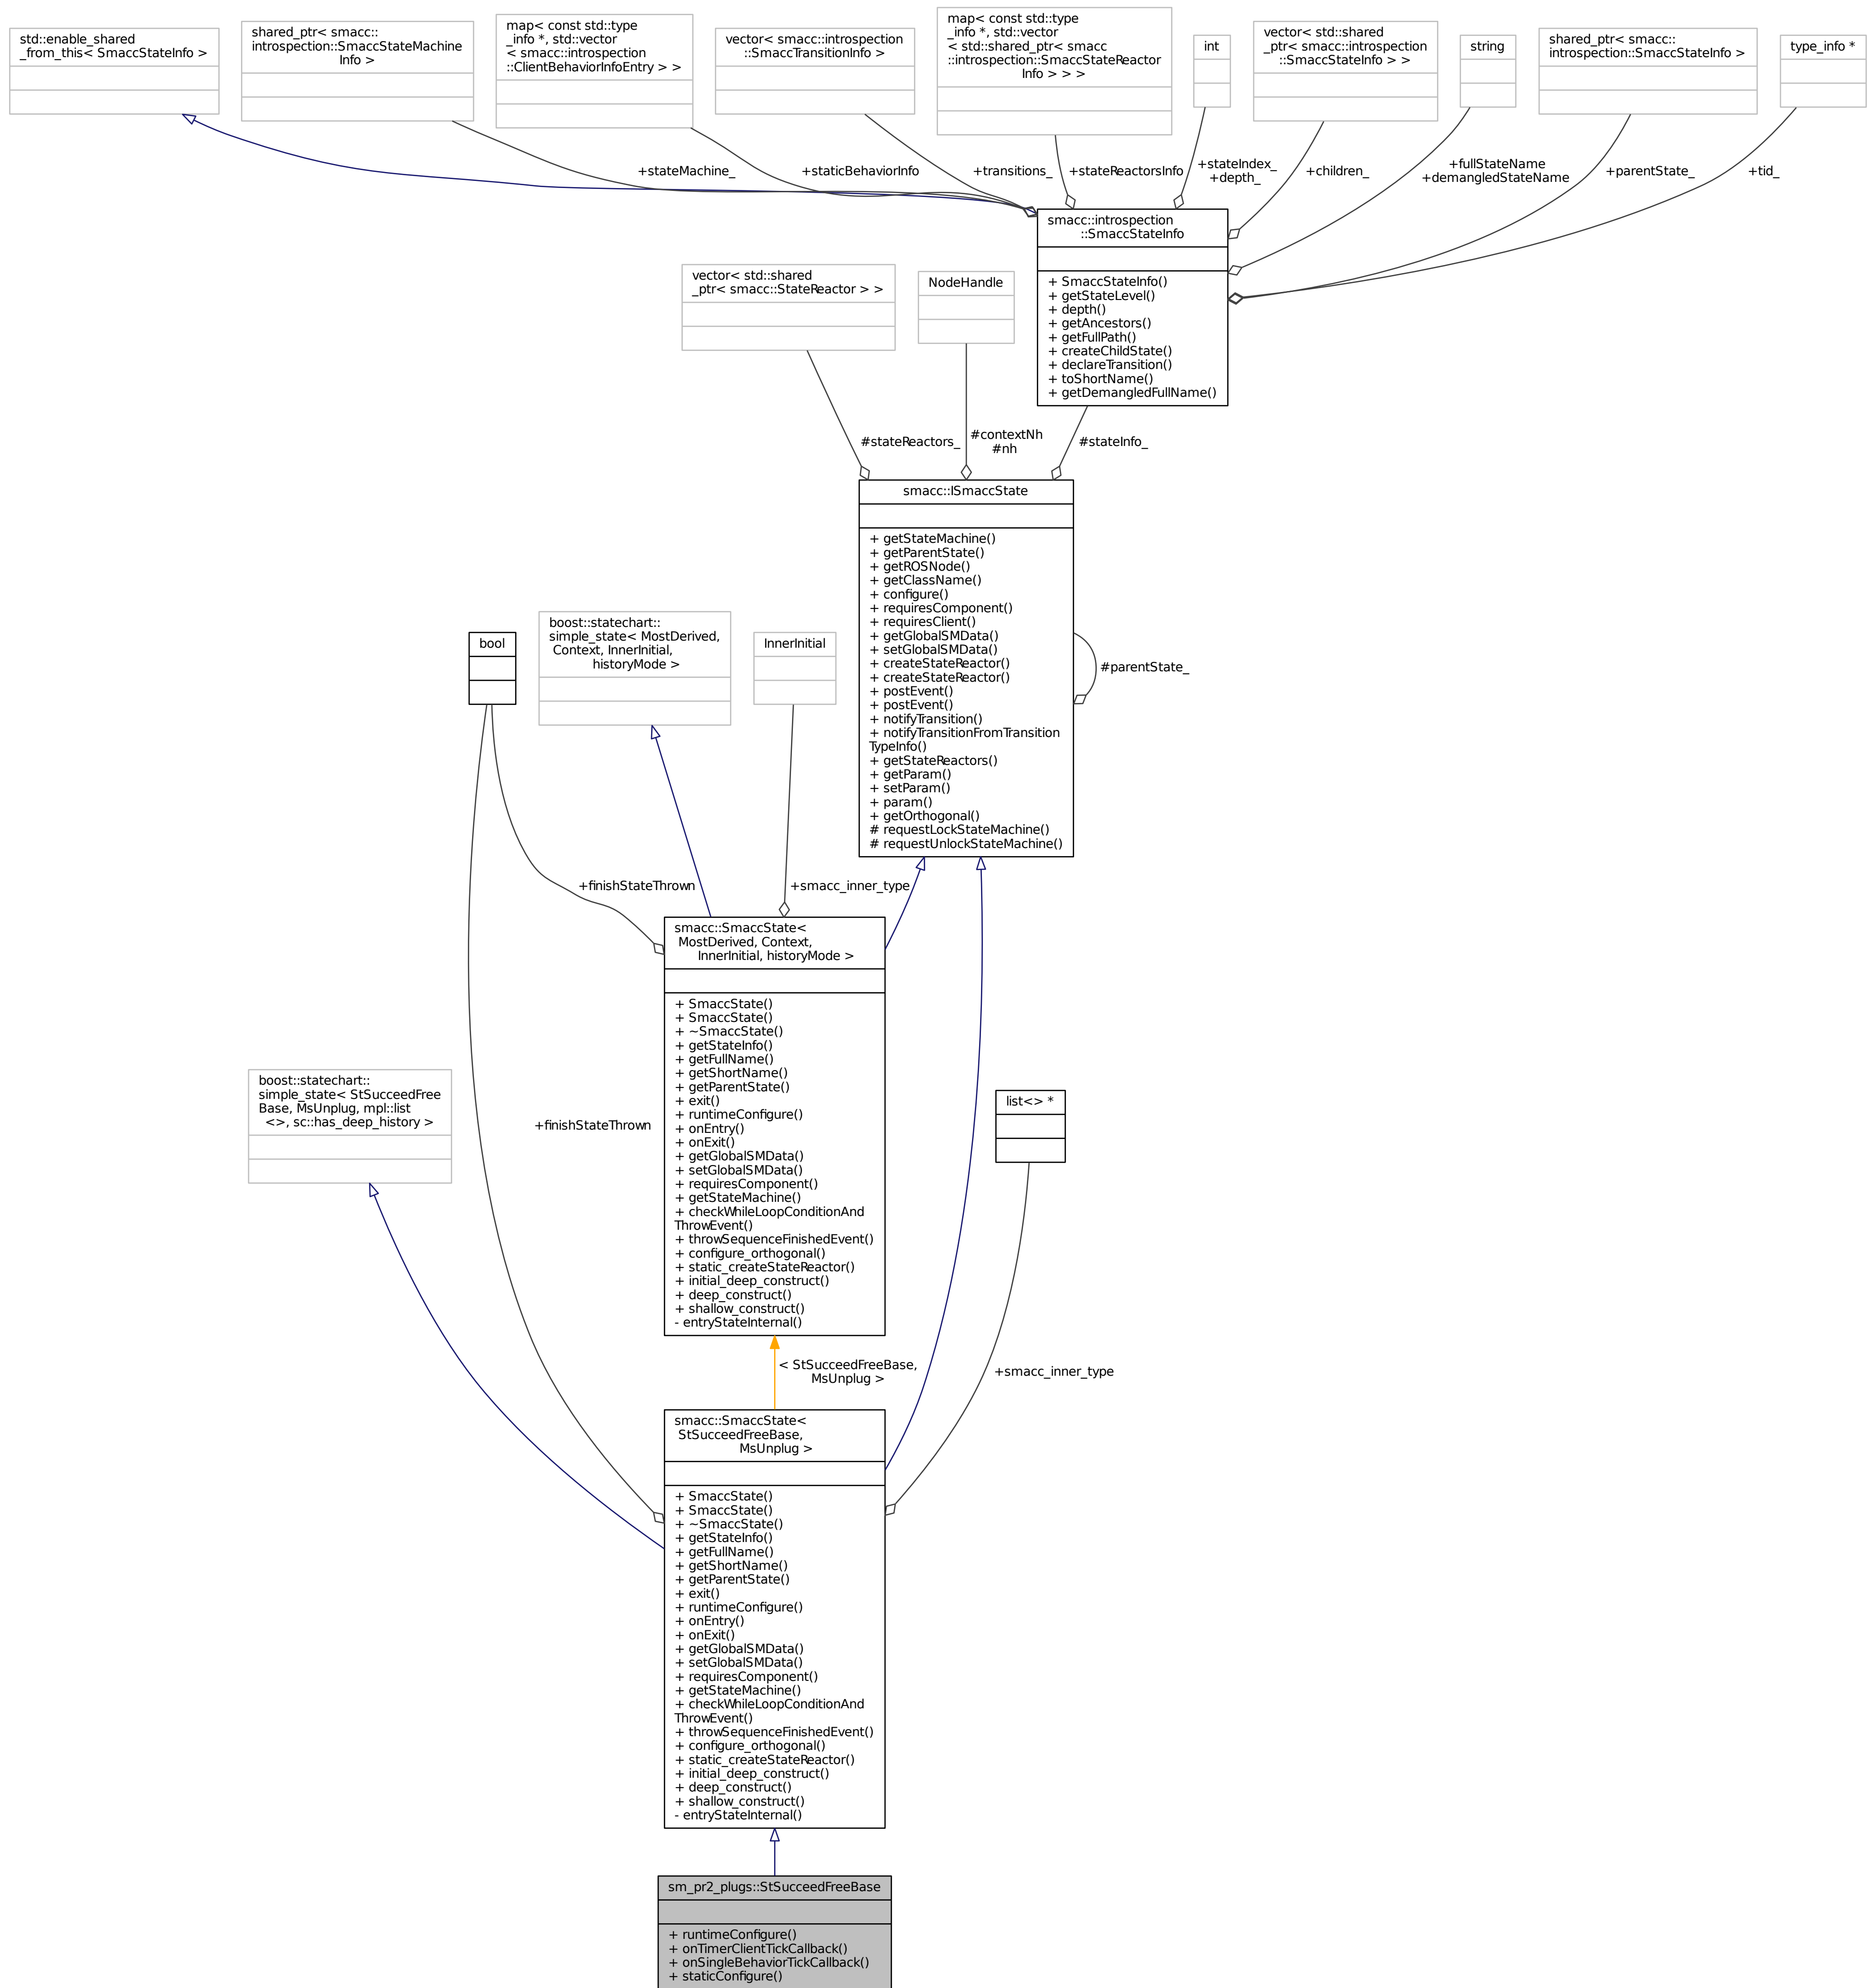 std::enable_shared
_from_this< SmaccStateInfo >
shared_ptr< smacc::
introspection::SmaccStateMachine
Info >
map< const std::type
_info *, std::vector
< smacc::introspection
::ClientBehaviorInfoEntry > >
vector< smacc::introspection
::SmaccTransitionInfo >
map< const std::type
_info *, std::vector
< std::shared_ptr< smacc
::introspection::SmaccStateReactor
Info > > >
int
vector< std::shared
_ptr< smacc::introspection
::SmaccStateInfo > >
string
shared_ptr< smacc::
introspection::SmaccStateInfo >
type_info *
+stateMachine_
+staticBehaviorInfo
+transitions_
+stateReactorsInfo
+stateIndex_
+depth_
+children_
+fullStateName
+demangledStateName
+parentState_
+tid_
smacc::introspection
::SmaccStateInfo
+ SmaccStateInfo()
+ getStateLevel()
+ depth()
+ getAncestors()
+ getFullPath()
+ createChildState()
+ declareTransition()
+ toShortName()
+ getDemangledFullName()
vector< std::shared
_ptr< smacc::StateReactor > >
NodeHandle
#stateReactors_
#contextNh
#nh
#stateInfo_
smacc::ISmaccState
+ getStateMachine()
+ getParentState()
+ getROSNode()
+ getClassName()
+ configure()
+ requiresComponent()
+ requiresClient()
+ getGlobalSMData()
+ setGlobalSMData()
+ createStateReactor()
+ createStateReactor()
+ postEvent()
+ postEvent()
+ notifyTransition()
+ notifyTransitionFromTransition
TypeInfo()
+ getStateReactors()
+ getParam()
+ setParam()
+ param()
+ getOrthogonal()
# requestLockStateMachine()
# requestUnlockStateMachine()
#parentState_
bool
boost::statechart::
simple_state< MostDerived,
Context, InnerInitial,
historyMode >
InnerInitial
+finishStateThrown
+smacc_inner_type
smacc::SmaccState<
MostDerived, Context,
InnerInitial, historyMode >
+ SmaccState()
+ SmaccState()
+ ~SmaccState()
+ getStateInfo()
+ getFullName()
+ getShortName()
+ getParentState()
+ exit()
+ runtimeConfigure()
+ onEntry()
+ onExit()
+ getGlobalSMData()
+ setGlobalSMData()
+ requiresComponent()
+ getStateMachine()
+ checkWhileLoopConditionAnd
ThrowEvent()
+ throwSequenceFinishedEvent()
+ configure_orthogonal()
+ static_createStateReactor()
+ initial_deep_construct()
+ deep_construct()
+ shallow_construct()
- entryStateInternal()
boost::statechart::
simple_state< StSucceedFree
Base, MsUnplug, mpl::list
<>, sc::has_deep_history >
+finishStateThrown
list<> *
< StSucceedFreeBase,
MsUnplug >
+smacc_inner_type
smacc::SmaccState<
StSucceedFreeBase,
MsUnplug >
+ SmaccState()
+ SmaccState()
+ ~SmaccState()
+ getStateInfo()
+ getFullName()
+ getShortName()
+ getParentState()
+ exit()
+ runtimeConfigure()
+ onEntry()
+ onExit()
+ getGlobalSMData()
+ setGlobalSMData()
+ requiresComponent()
+ getStateMachine()
+ checkWhileLoopConditionAnd
ThrowEvent()
+ throwSequenceFinishedEvent()
+ configure_orthogonal()
+ static_createStateReactor()
+ initial_deep_construct()
+ deep_construct()
+ shallow_construct()
- entryStateInternal()
sm_pr2_plugs::StSucceedFreeBase
+ runtimeConfigure()
+ onTimerClientTickCallback()
+ onSingleBehaviorTickCallback()
+ staticConfigure()